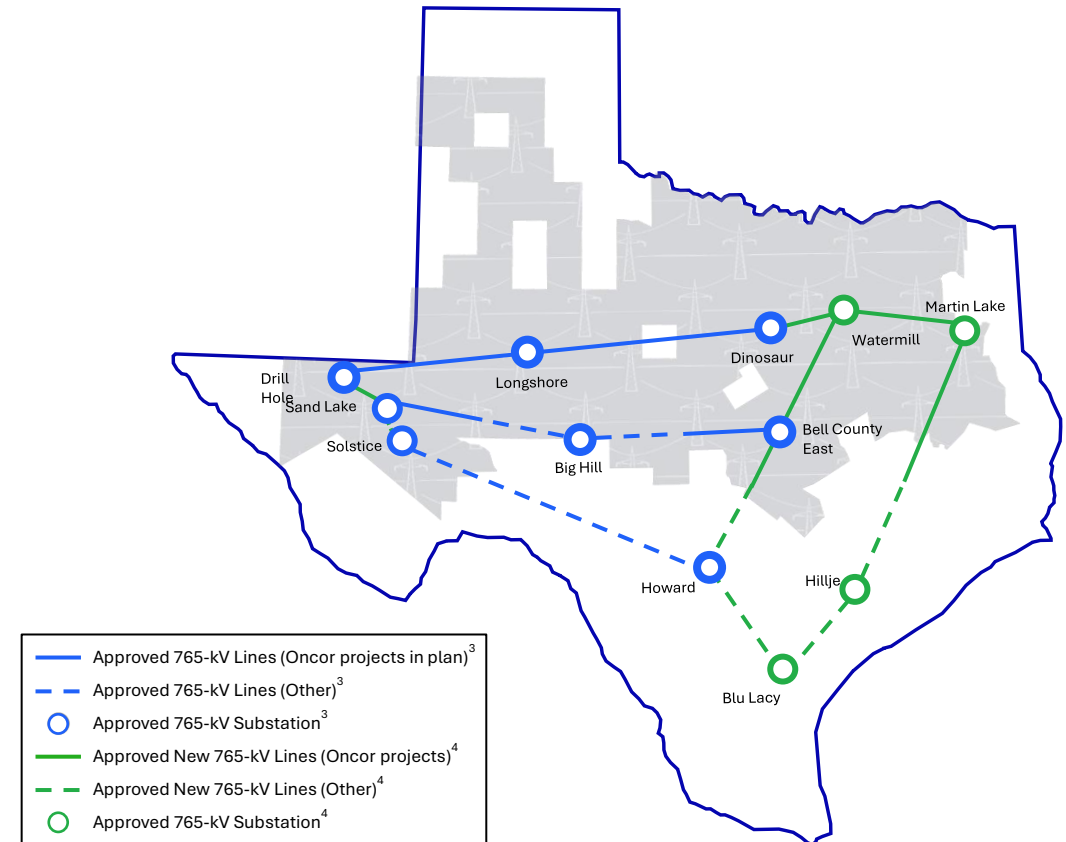 Martin Lake
Watermill
Dinosaur
Longshore
Drill
Hole
Sand Lake
Solstice
Bell County
East
Big Hill
Howard
Hillje
Blu Lacy
Approved 765-kV Lines (Oncor projects in plan)³
Approved 765-kV Lines (Other)³
Approved 765-kV Substation³
Approved New 765-kV Lines (Oncor projects)⁴
Approved New 765-kV Lines (Other)⁴
Approved 765-kV Substation⁴